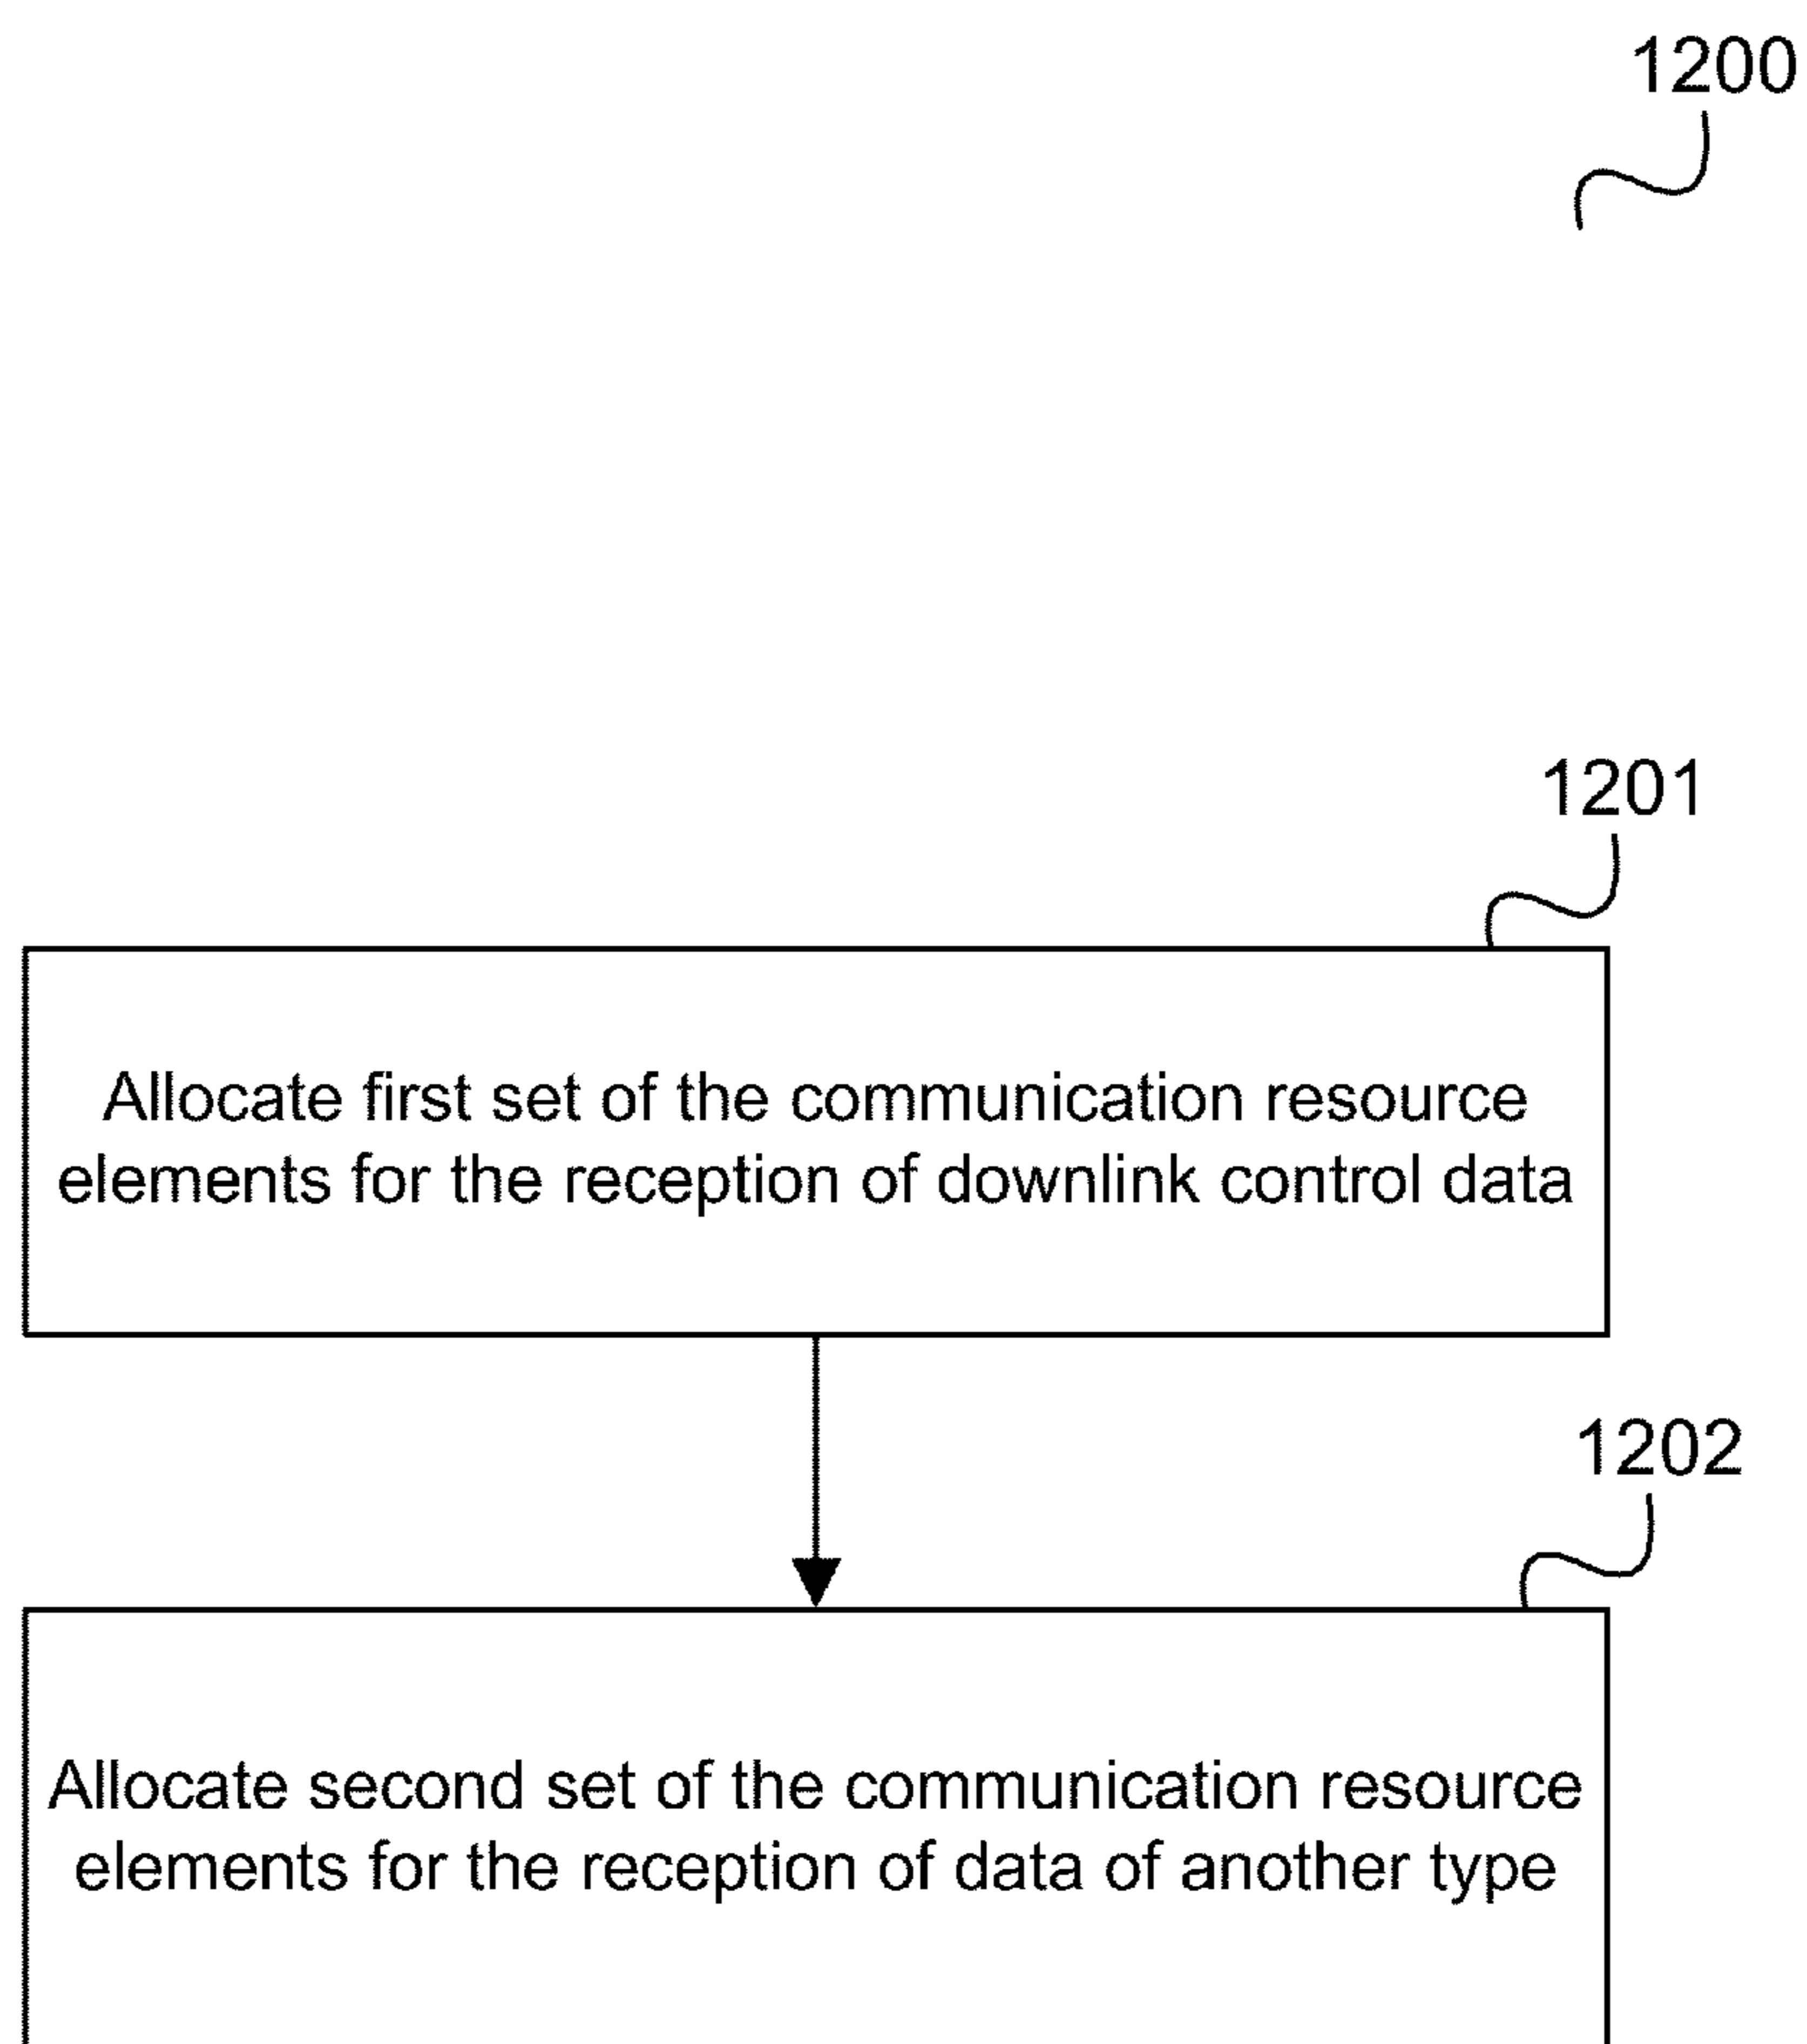 1200
1201
Allocate first set of the communication resource
elements for the reception of downlink control data
1202
Allocate second set of the communication resource
elements for the reception of data of another type